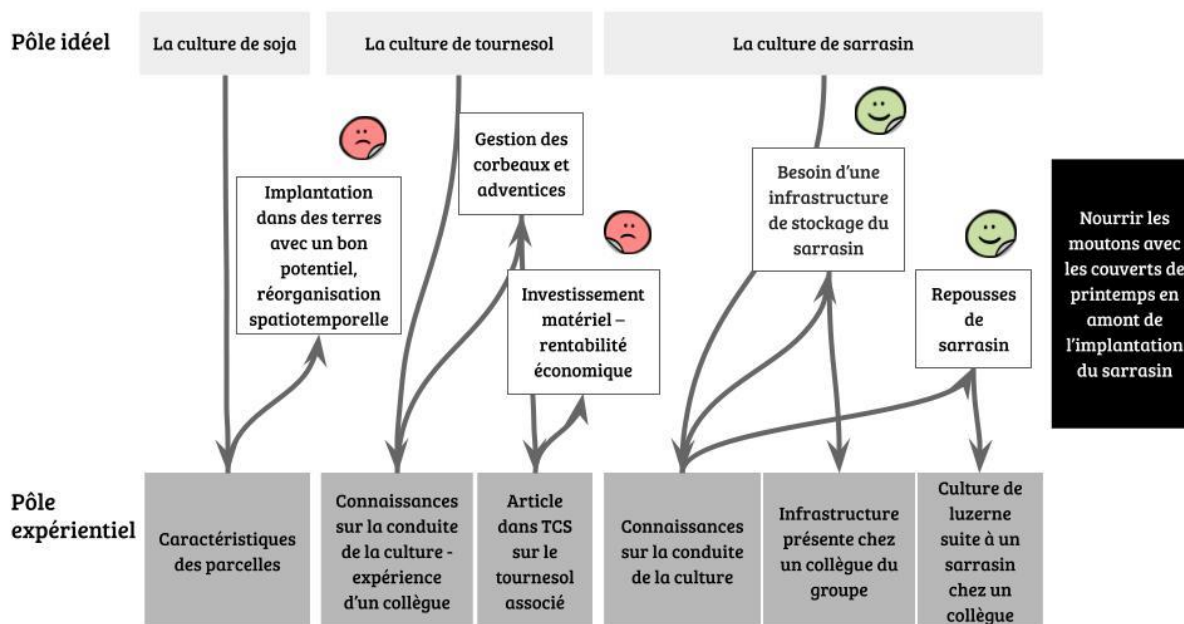 Pôle idéel
La culture de soja
La culture de tournesol
La culture de sarrasin
Implantation
dans des terres
avec un bon
potentiel,
réorganisation
spatiotemporelle
Gestion des
corbeaux et
adventices
Investissement
matériel –
rentabilité
économique
Besoin d’une
infrastructure
de stockage du
sarrasin
Repousses
de
sarrasin
Nourrir les
moutons avec
les couverts de
printemps en
amont de
l’implantation
du sarrasin
Pôle
expérientiel
Caractéristiques
des parcelles
Connaissances
sur la conduite
de la culture -
expérience
d’un collègue
Article
dans TCS
sur le
tournesol
associé
Connaissances
sur la conduite
de la culture
Infrastructure
présente chez
un collègue du
groupe
Culture de
luzerne
suite à un
sarrasin
chez un
collègue